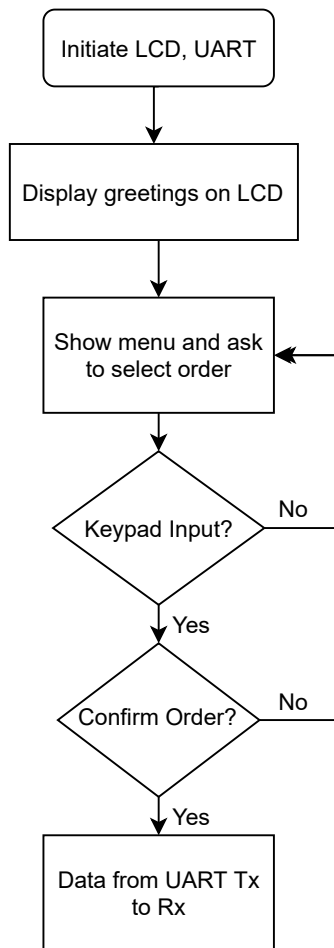 Initiate LCD, UART
Display greetings on LCD
Show menu and ask
to select order
Keypad Input?
No
Yes
Confirm Order?
No
Yes
Data from UART Tx
to Rx